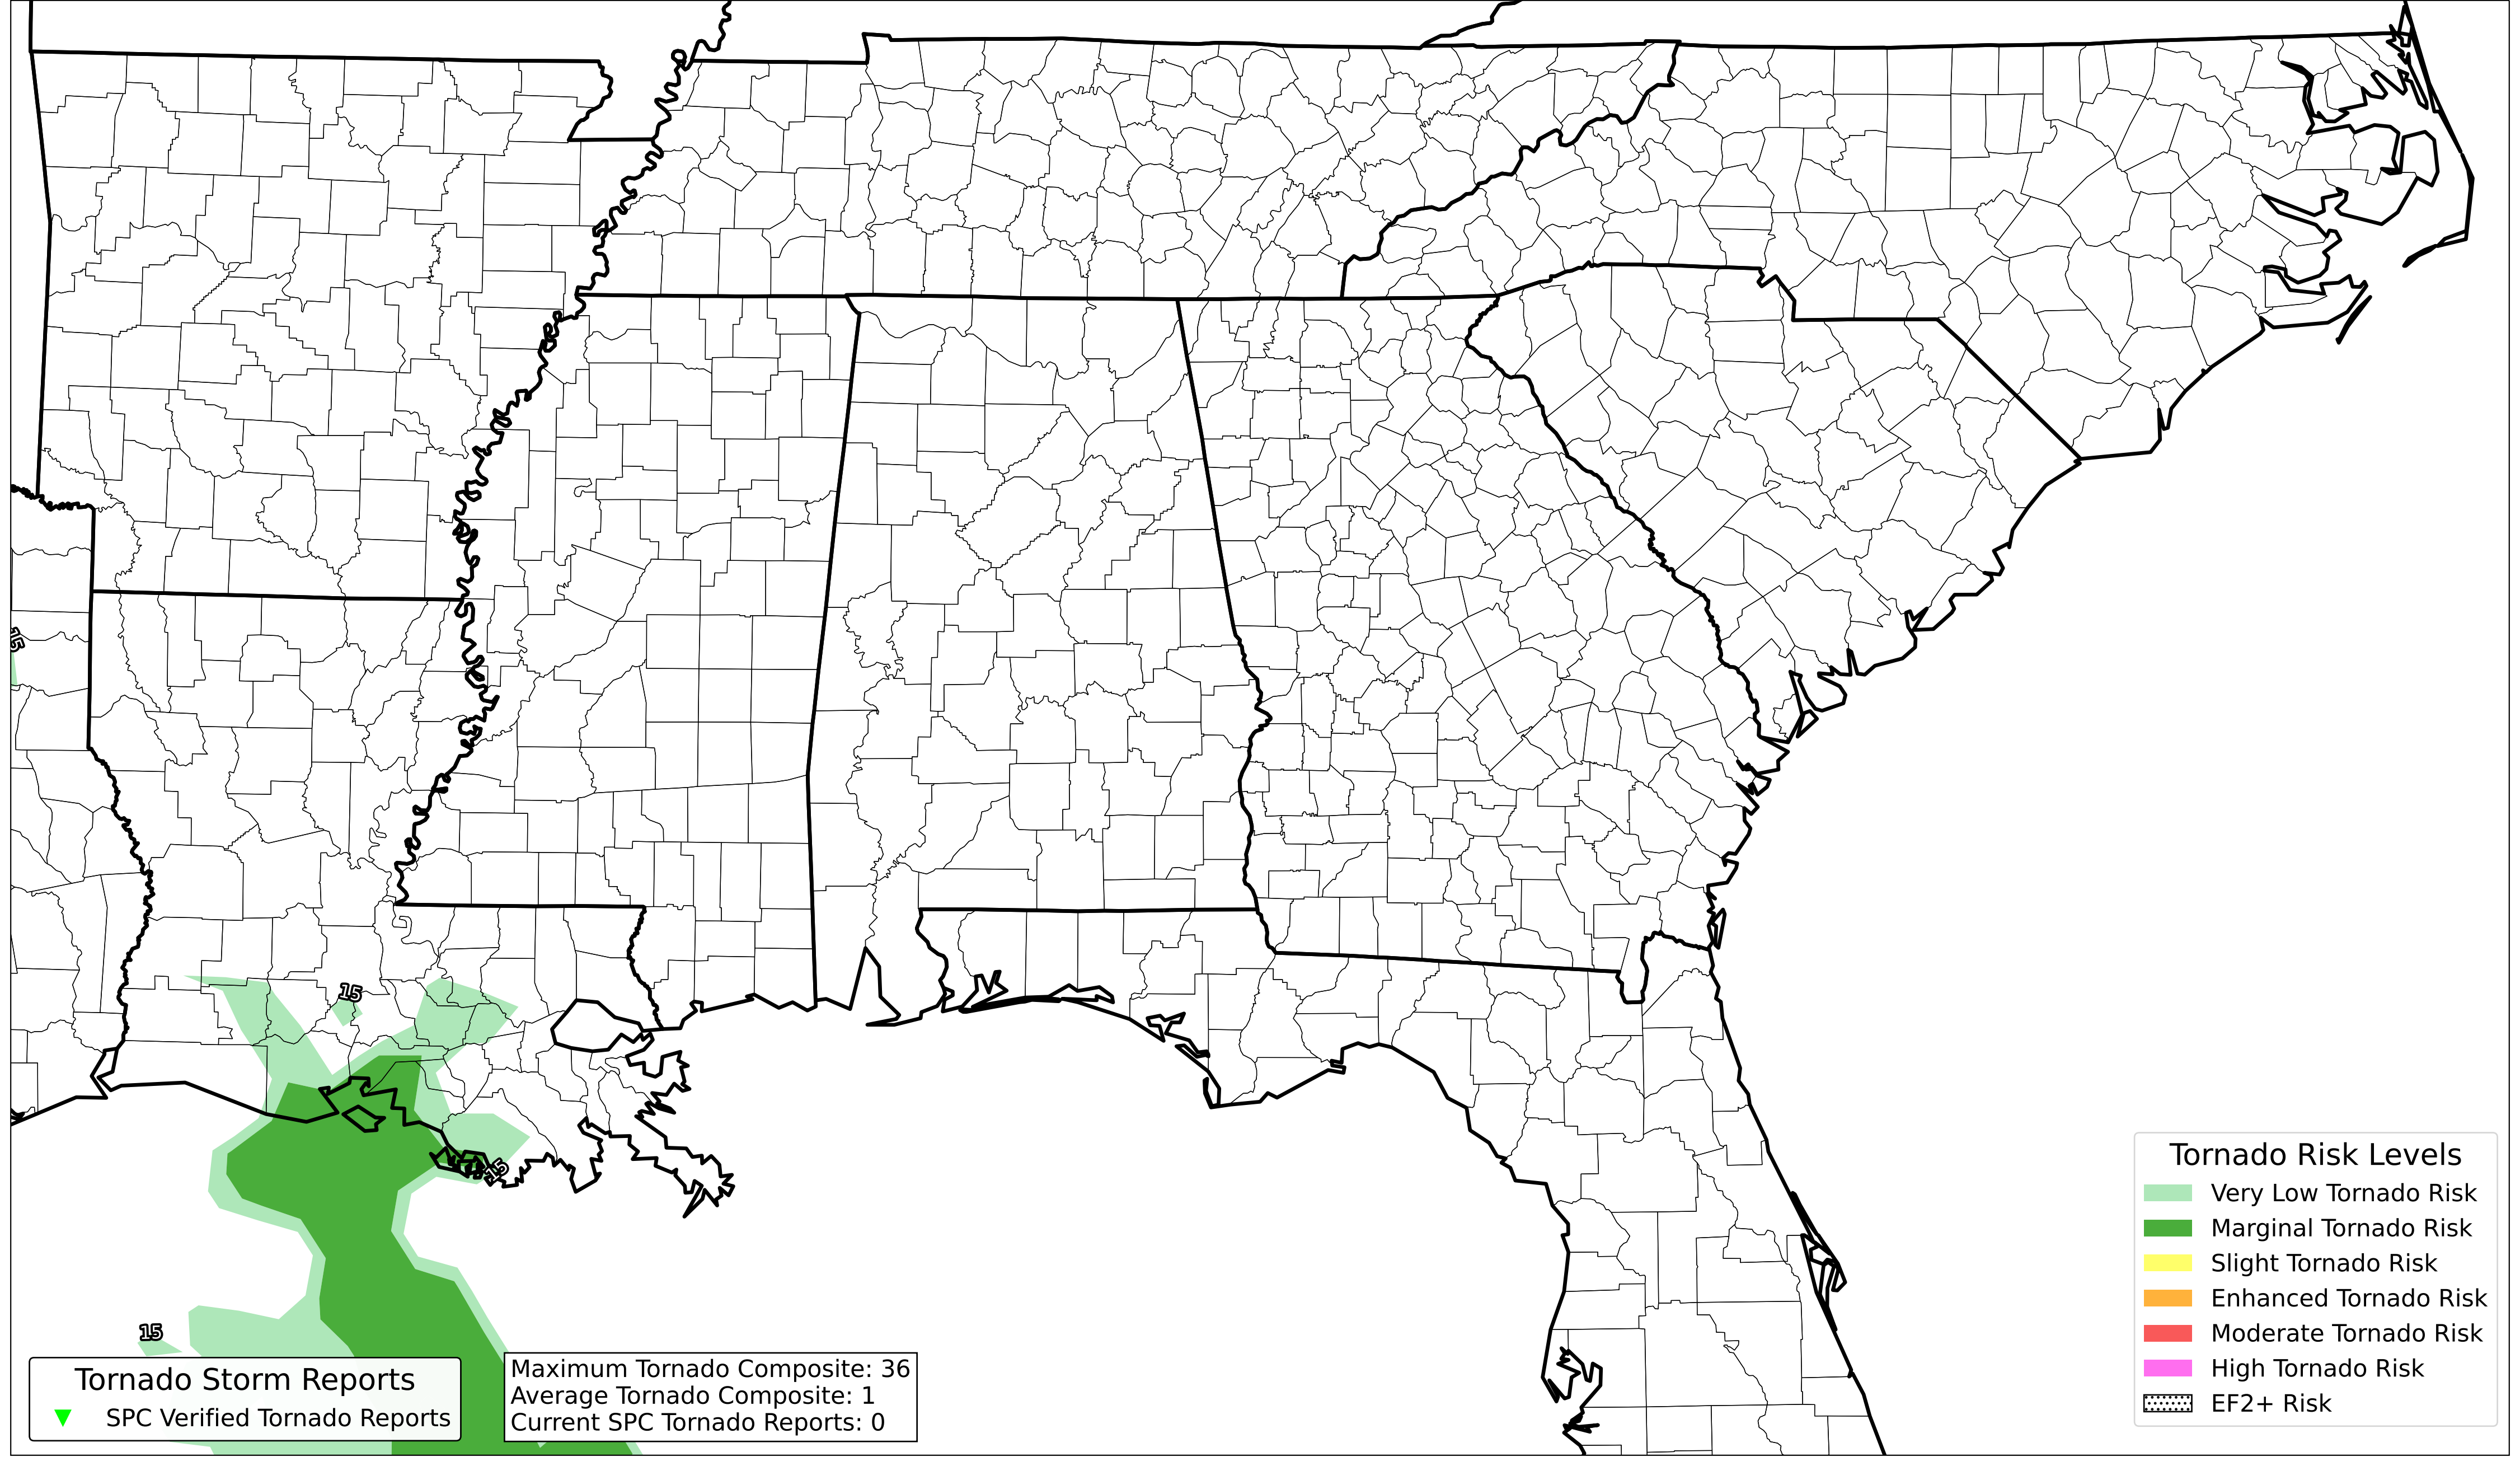 15
15
15
15
Tornado Storm Reports
SPC Verified Tornado Reports
Maximum Tornado Composite: 36
Average Tornado Composite: 1
Current SPC Tornado Reports: 0
Tornado Risk Levels
Very Low Tornado Risk
Marginal Tornado Risk
Slight Tornado Risk
Enhanced Tornado Risk
Moderate Tornado Risk
High Tornado Risk
EF2+ Risk